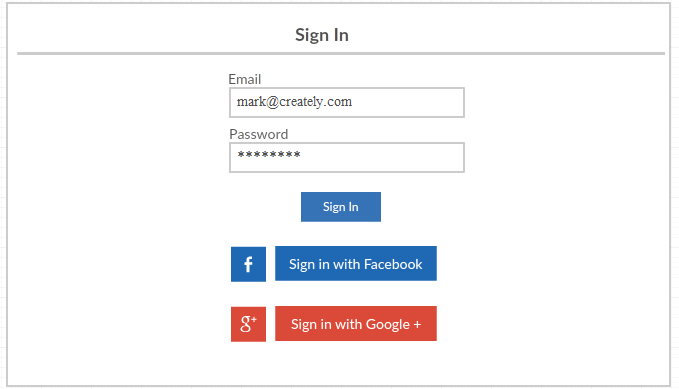 Sign In
Email
mark@creately.com
Password
********
Sign In
f
Sign in with Facebook
g+
Sign in with Google +